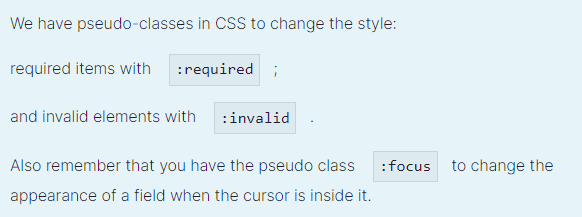 We have pseudo-classes in CSS to change the style:
required items with :required ;
and invalid elements with :invalid .
Also remember that you have the pseudo class :focus to change the
appearance of a field when the cursor is inside it.